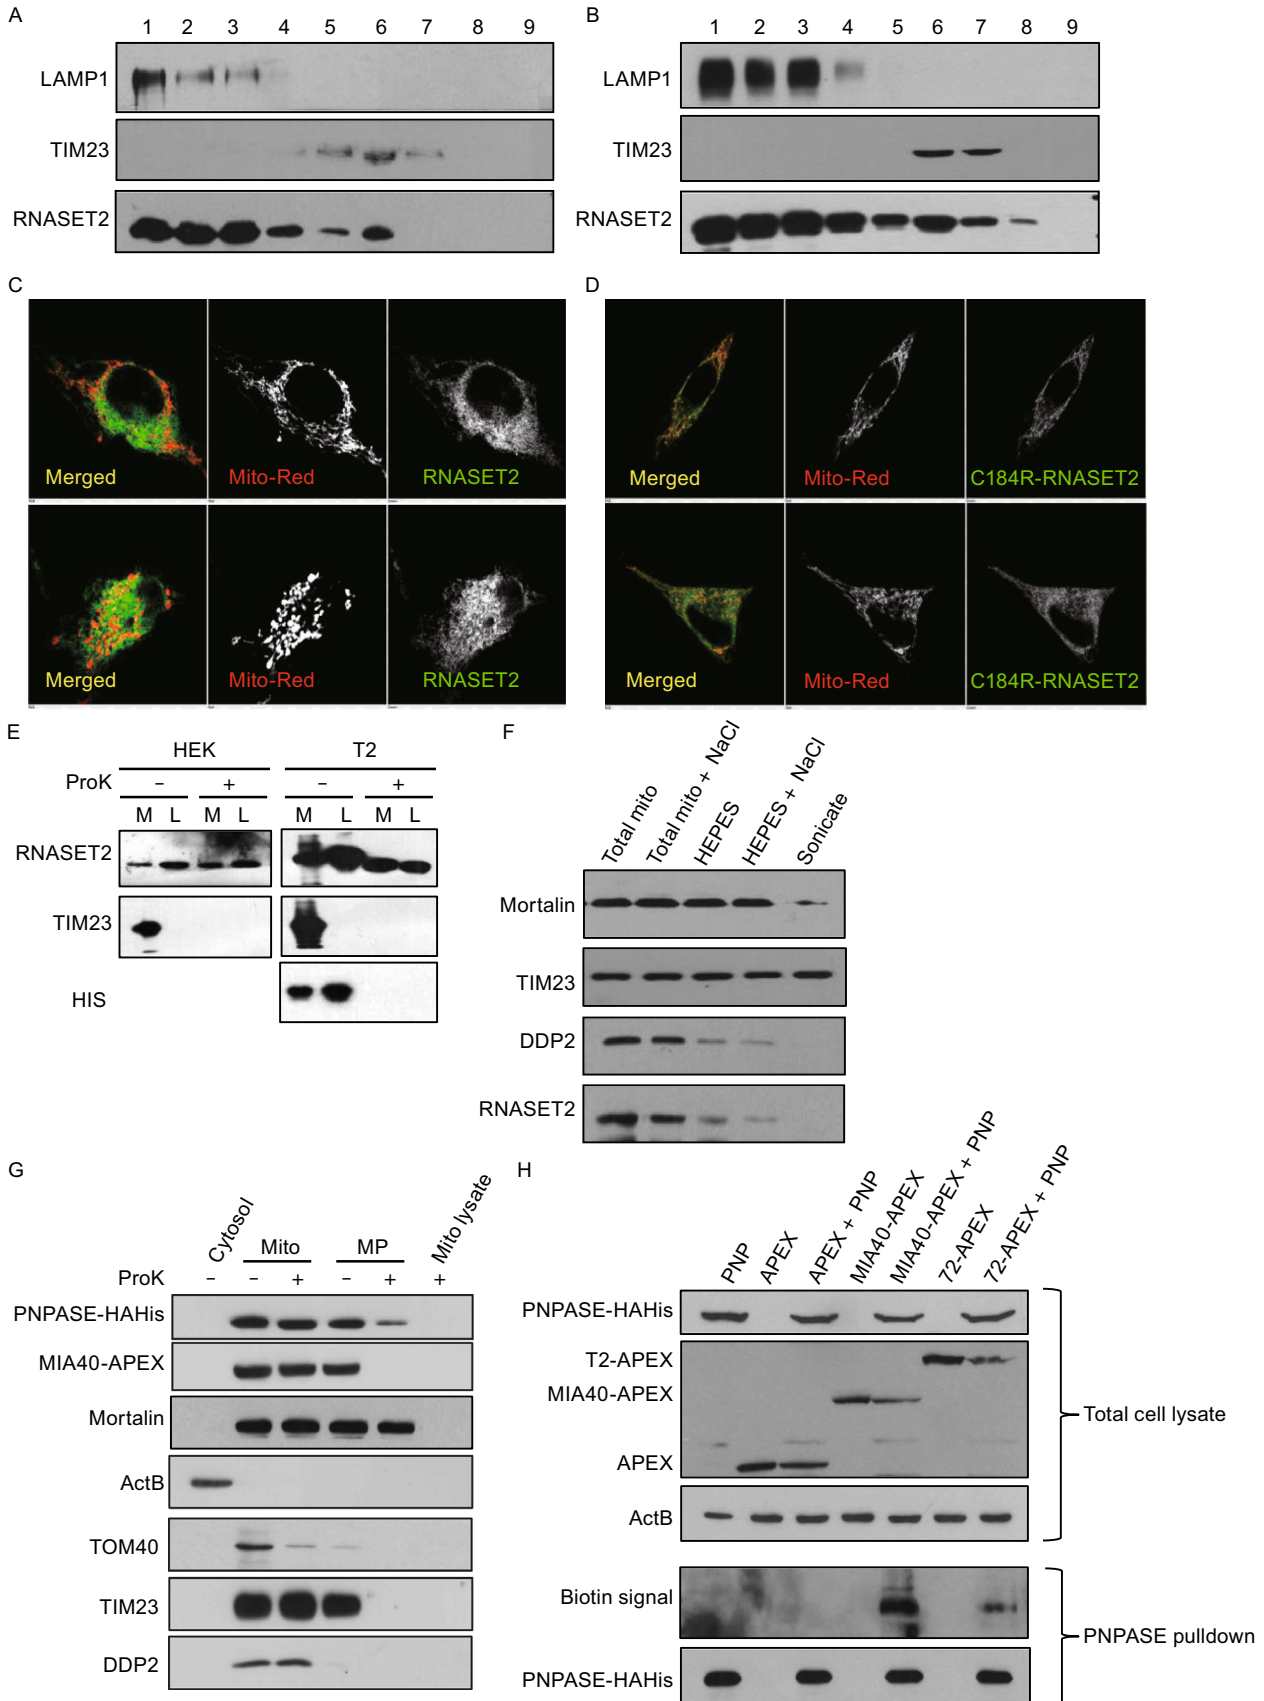 A
1 2 3 4 5 6 7 8 9
LAMP1
TIM23
RNASET2
B
1 2 3 4 5 6 7 8 9
LAMP1
TIM23
RNASET2
C
Merged Mito-Red RNASET2
Merged Mito-Red RNASET2
D
Merged Mito-Red C184R-RNASET2
Merged Mito-Red C184R-RNASET2
E
HEK T2
ProK – + – +
M L M L M L M L
RNASET2
TIM23
HIS
F
Total mito
Total mito + NaCl
HEPES
HEPES + NaCl
Sonicate
Mortalin
TIM23
DDP2
RNASET2
G
Cytosol
Mito
MP
Mito lysate
ProK – – + – + +
PNPASE-HAHis
MIA40-APEX
Mortalin
ActB
TOM40
TIM23
DDP2
H
PNP
APEX
APEX + PNP
MIA40-APEX
MIA40-APEX + PNP
72-APEX
72-APEX + PNP
PNPASE-HAHis
T2-APEX
MIA40-APEX
APEX
ActB
Total cell lysate
Biotin signal
PNPASE-HAHis
PNPASE pulldown